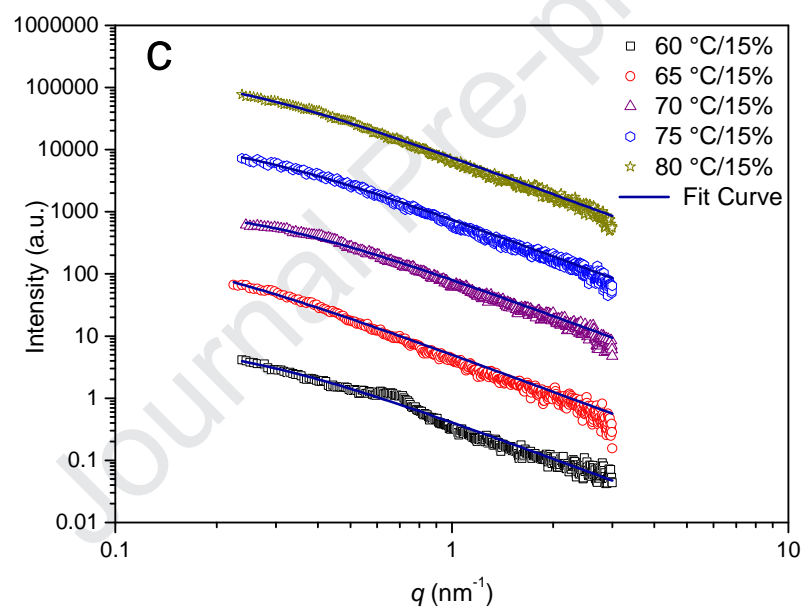 C
60 °C/15%
65 °C/15%
70 °C/15%
75 °C/15%
80 °C/15%
Fit Curve
1000000
100000
10000
1000
100
10
1
0.1
0.01
Intensity (a.u.)
0.1
1
10
q (nm⁻¹)
Journal Pre-pr